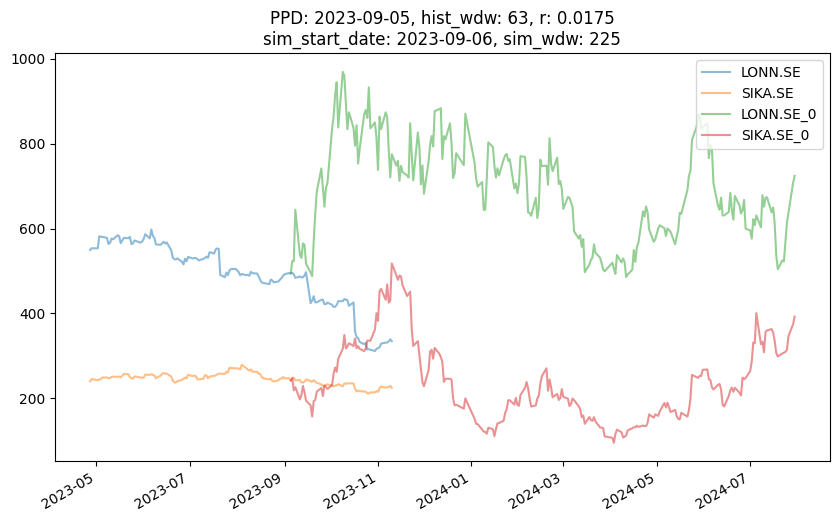 PPD: 2023-09-05, hist_wdw: 63, r: 0.0175
sim_start_date: 2023-09-06, sim_wdw: 225
1000
800
600
400
200
LONN.SE
SIKA.SE
LONN.SE_0
SIKA.SE_0
2023-05
2023-07
2023-09
2023-11
2024-01
2024-03
2024-05
2024-07